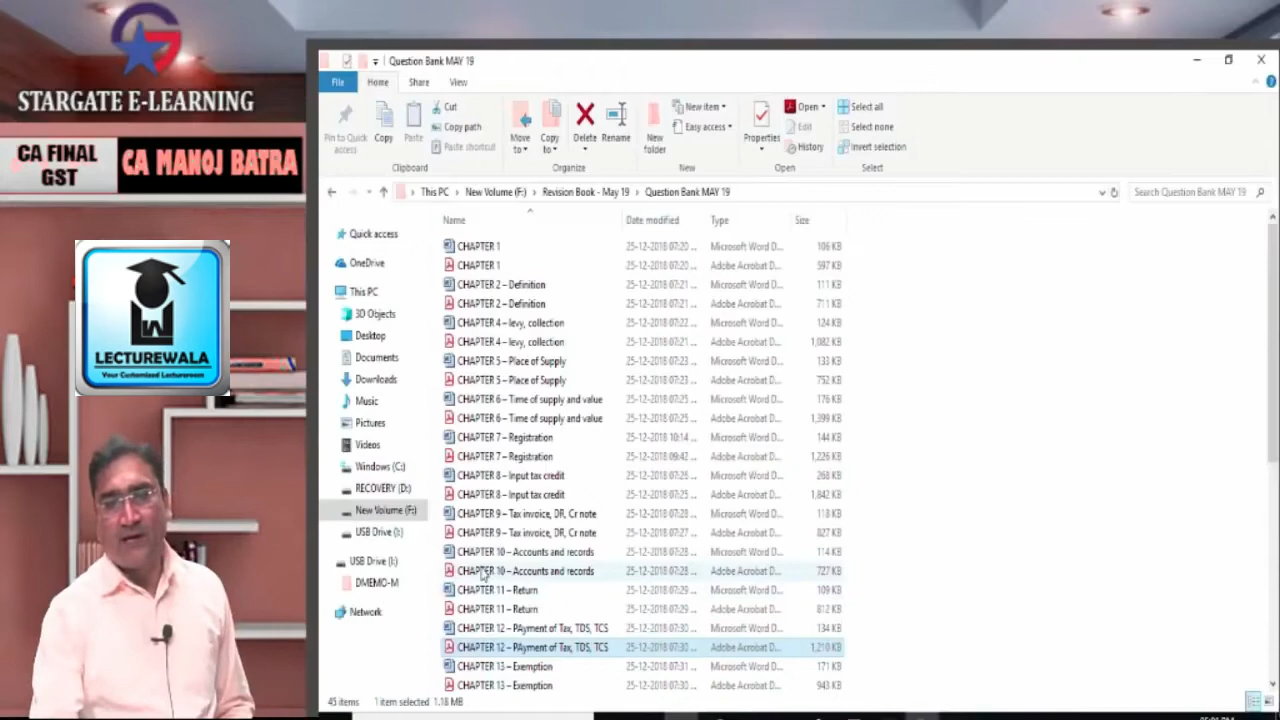 STARGATE E-LEARNING
CA FINAL GST
CA MANOJ BATRA
LECTUREWALA
Your Customized Lectureroom
Question Bank MAY 19
File Home Share View
Pin to Quick access
Copy
Paste
Cut
Copy path
Paste shortcut
Clipboard
Move to
Copy to
Delete
Rename
Organize
New folder
New item
Easy access
New
Properties
Open
Edit
History
Open
Select all
Select none
Invert selection
Select
This PC > New Volume (F:) > Revision Book - May 19 > Question Bank MAY 19
Search Question Bank MAY 19
Quick access
OneDrive
This PC
3D Objects
Desktop
Documents
Downloads
Music
Pictures
Videos
Windows (C:)
RECOVERY (D:)
New Volume (F:)
USB Drive (I:)
USB Drive (I:)
DMEMO-M
Network
Name Date modified Type Size
CHAPTER 1 25-12-2018 07:20 ... Microsoft Word D... 106 KB
CHAPTER 1 25-12-2018 07:20 ... Adobe Acrobat D... 597 KB
CHAPTER 2 – Definition 25-12-2018 07:21 ... Microsoft Word D... 111 KB
CHAPTER 2 – Definition 25-12-2018 07:21 ... Adobe Acrobat D... 711 KB
CHAPTER 4 – levy, collection 25-12-2018 07:22 ... Microsoft Word D... 124 KB
CHAPTER 4 – levy, collection 25-12-2018 07:21 ... Adobe Acrobat D... 1,082 KB
CHAPTER 5 – Place of Supply 25-12-2018 07:23 ... Microsoft Word D... 133 KB
CHAPTER 5 – Place of Supply 25-12-2018 07:23 ... Adobe Acrobat D... 752 KB
CHAPTER 6 – Time of supply and value 25-12-2018 07:25 ... Microsoft Word D... 176 KB
CHAPTER 6 – Time of supply and value 25-12-2018 07:25 ... Adobe Acrobat D... 1,399 KB
CHAPTER 7 – Registration 25-12-2018 10:14 ... Microsoft Word D... 144 KB
CHAPTER 7 – Registration 25-12-2018 09:42 ... Adobe Acrobat D... 1,226 KB
CHAPTER 8 – Input tax credit 25-12-2018 07:26 ... Microsoft Word D... 268 KB
CHAPTER 8 – Input tax credit 25-12-2018 07:26 ... Adobe Acrobat D... 1,842 KB
CHAPTER 9 – Tax invoice, DR, Cr note 25-12-2018 07:28 ... Microsoft Word D... 118 KB
CHAPTER 9 – Tax invoice, DR, Cr note 25-12-2018 07:27 ... Adobe Acrobat D... 827 KB
CHAPTER 10 – Accounts and records 25-12-2018 07:28 ... Microsoft Word D... 114 KB
CHAPTER 10 – Accounts and records 25-12-2018 07:28 ... Adobe Acrobat D... 727 KB
CHAPTER 11 – Return 25-12-2018 07:29 ... Microsoft Word D... 109 KB
CHAPTER 11 – Return 25-12-2018 07:29 ... Adobe Acrobat D... 812 KB
CHAPTER 12 – PAyment of Tax, TDS, TCS 25-12-2018 07:30 ... Microsoft Word D... 134 KB
CHAPTER 12 – PAyment of Tax, TDS, TCS 25-12-2018 07:30 ... Adobe Acrobat D... 1,210 KB
CHAPTER 13 – Exemption 25-12-2018 07:31 ... Microsoft Word D... 171 KB
CHAPTER 13 – Exemption 25-12-2018 07:30 ... Adobe Acrobat D... 943 KB
45 items 1 item selected 1.18 MB